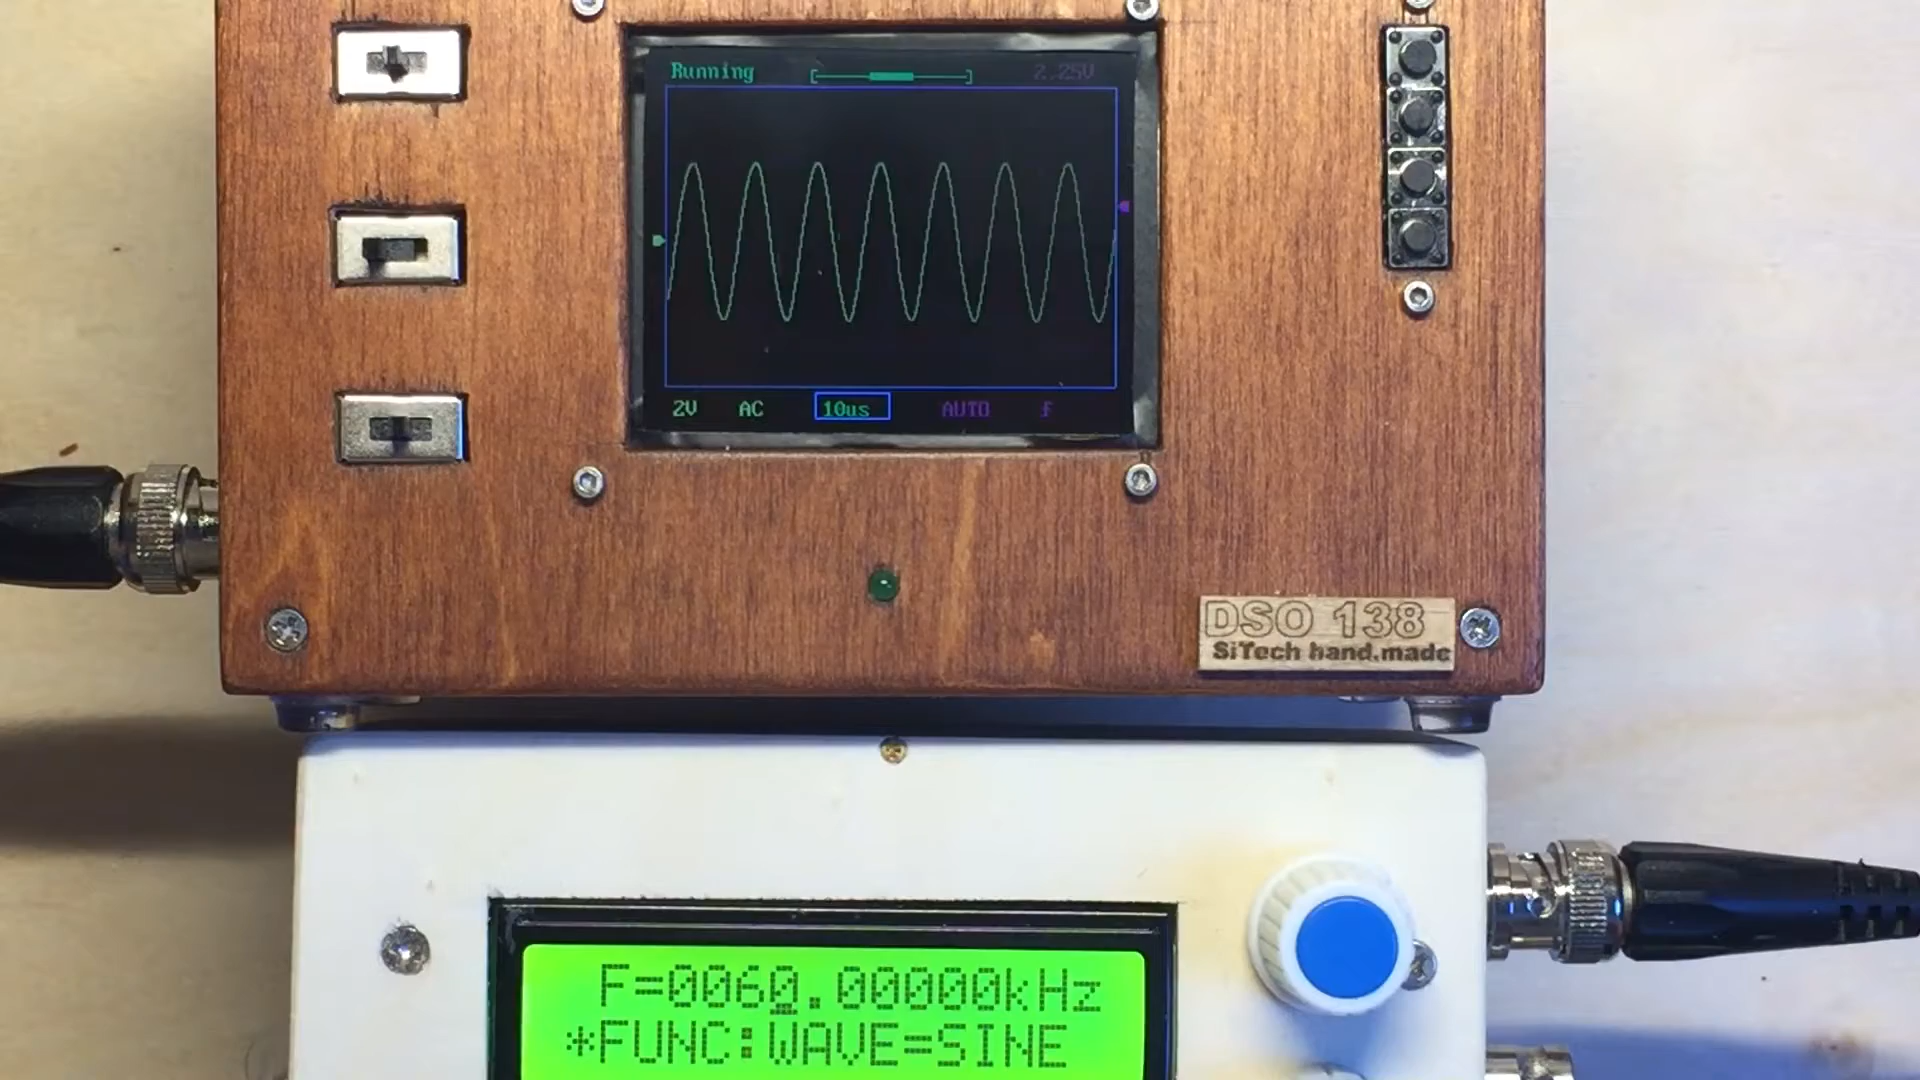 Running 2.25V
2V AC 10us AUTO
DSO 138
SiTech hand.made
F=0060.00000kHz
*FUNC:WAVE=SINE